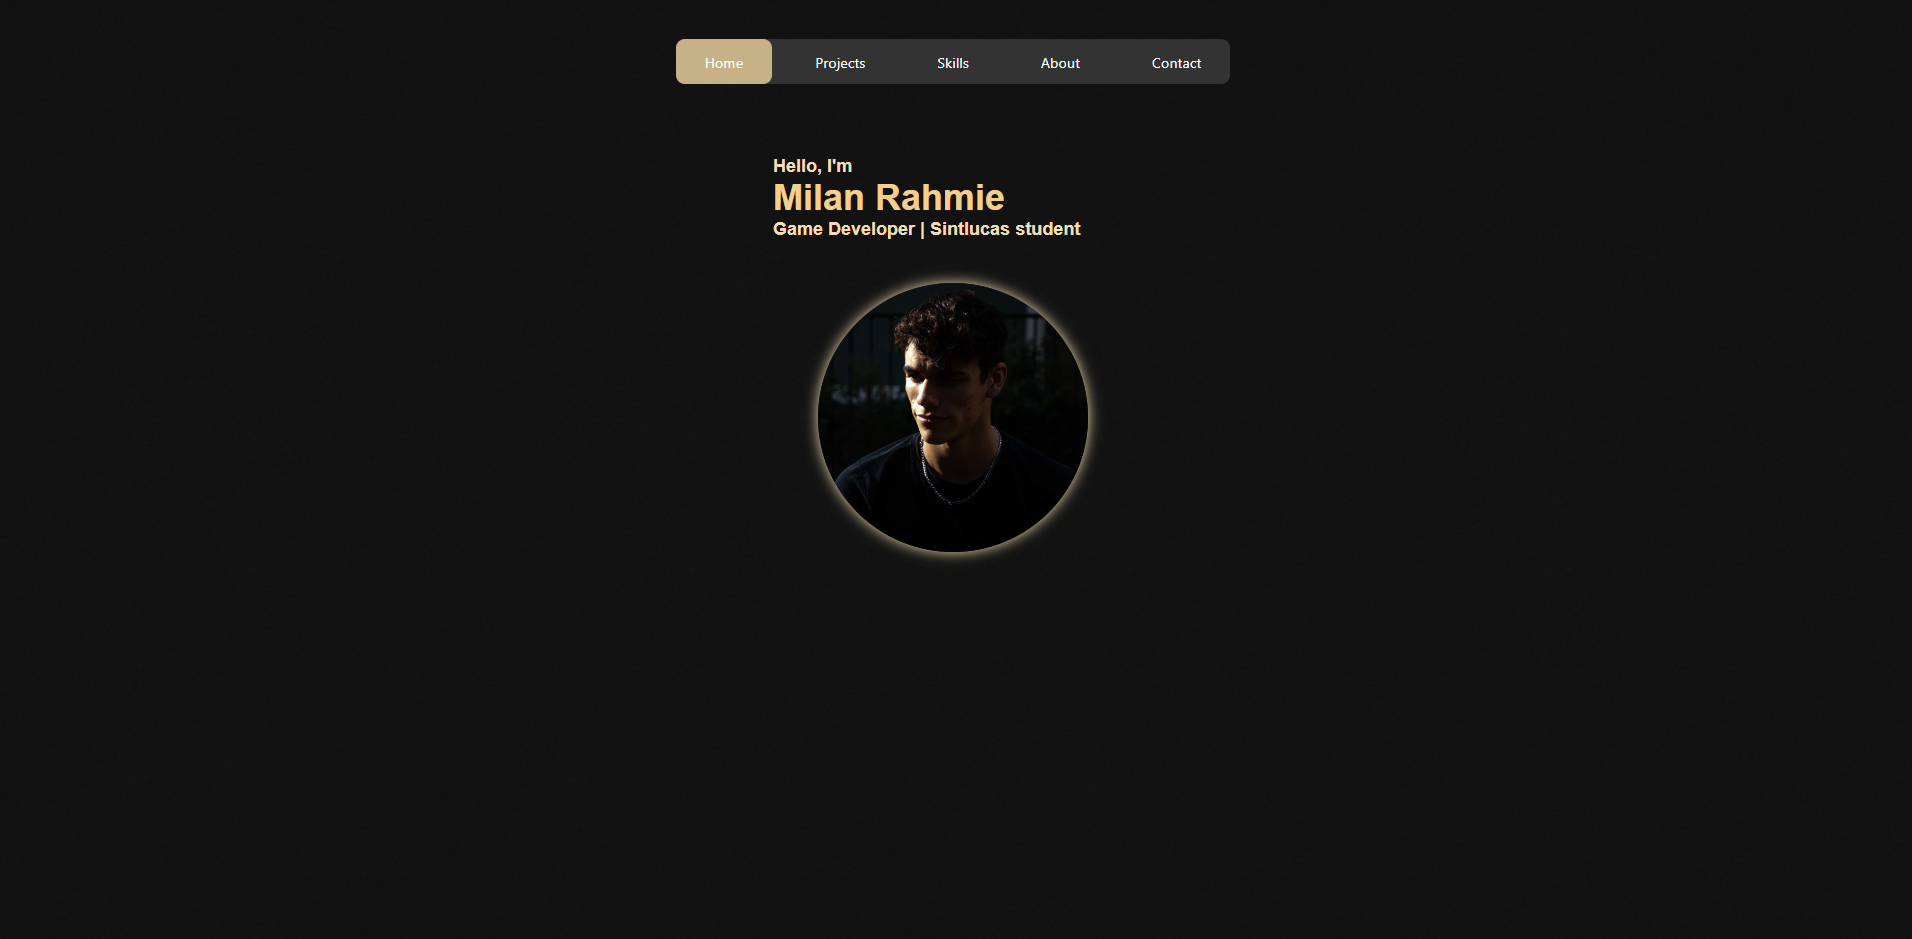 Home Projects Skills About Contact
Hello, I'm
Milan Rahmie
Game Developer | Sintlucas student